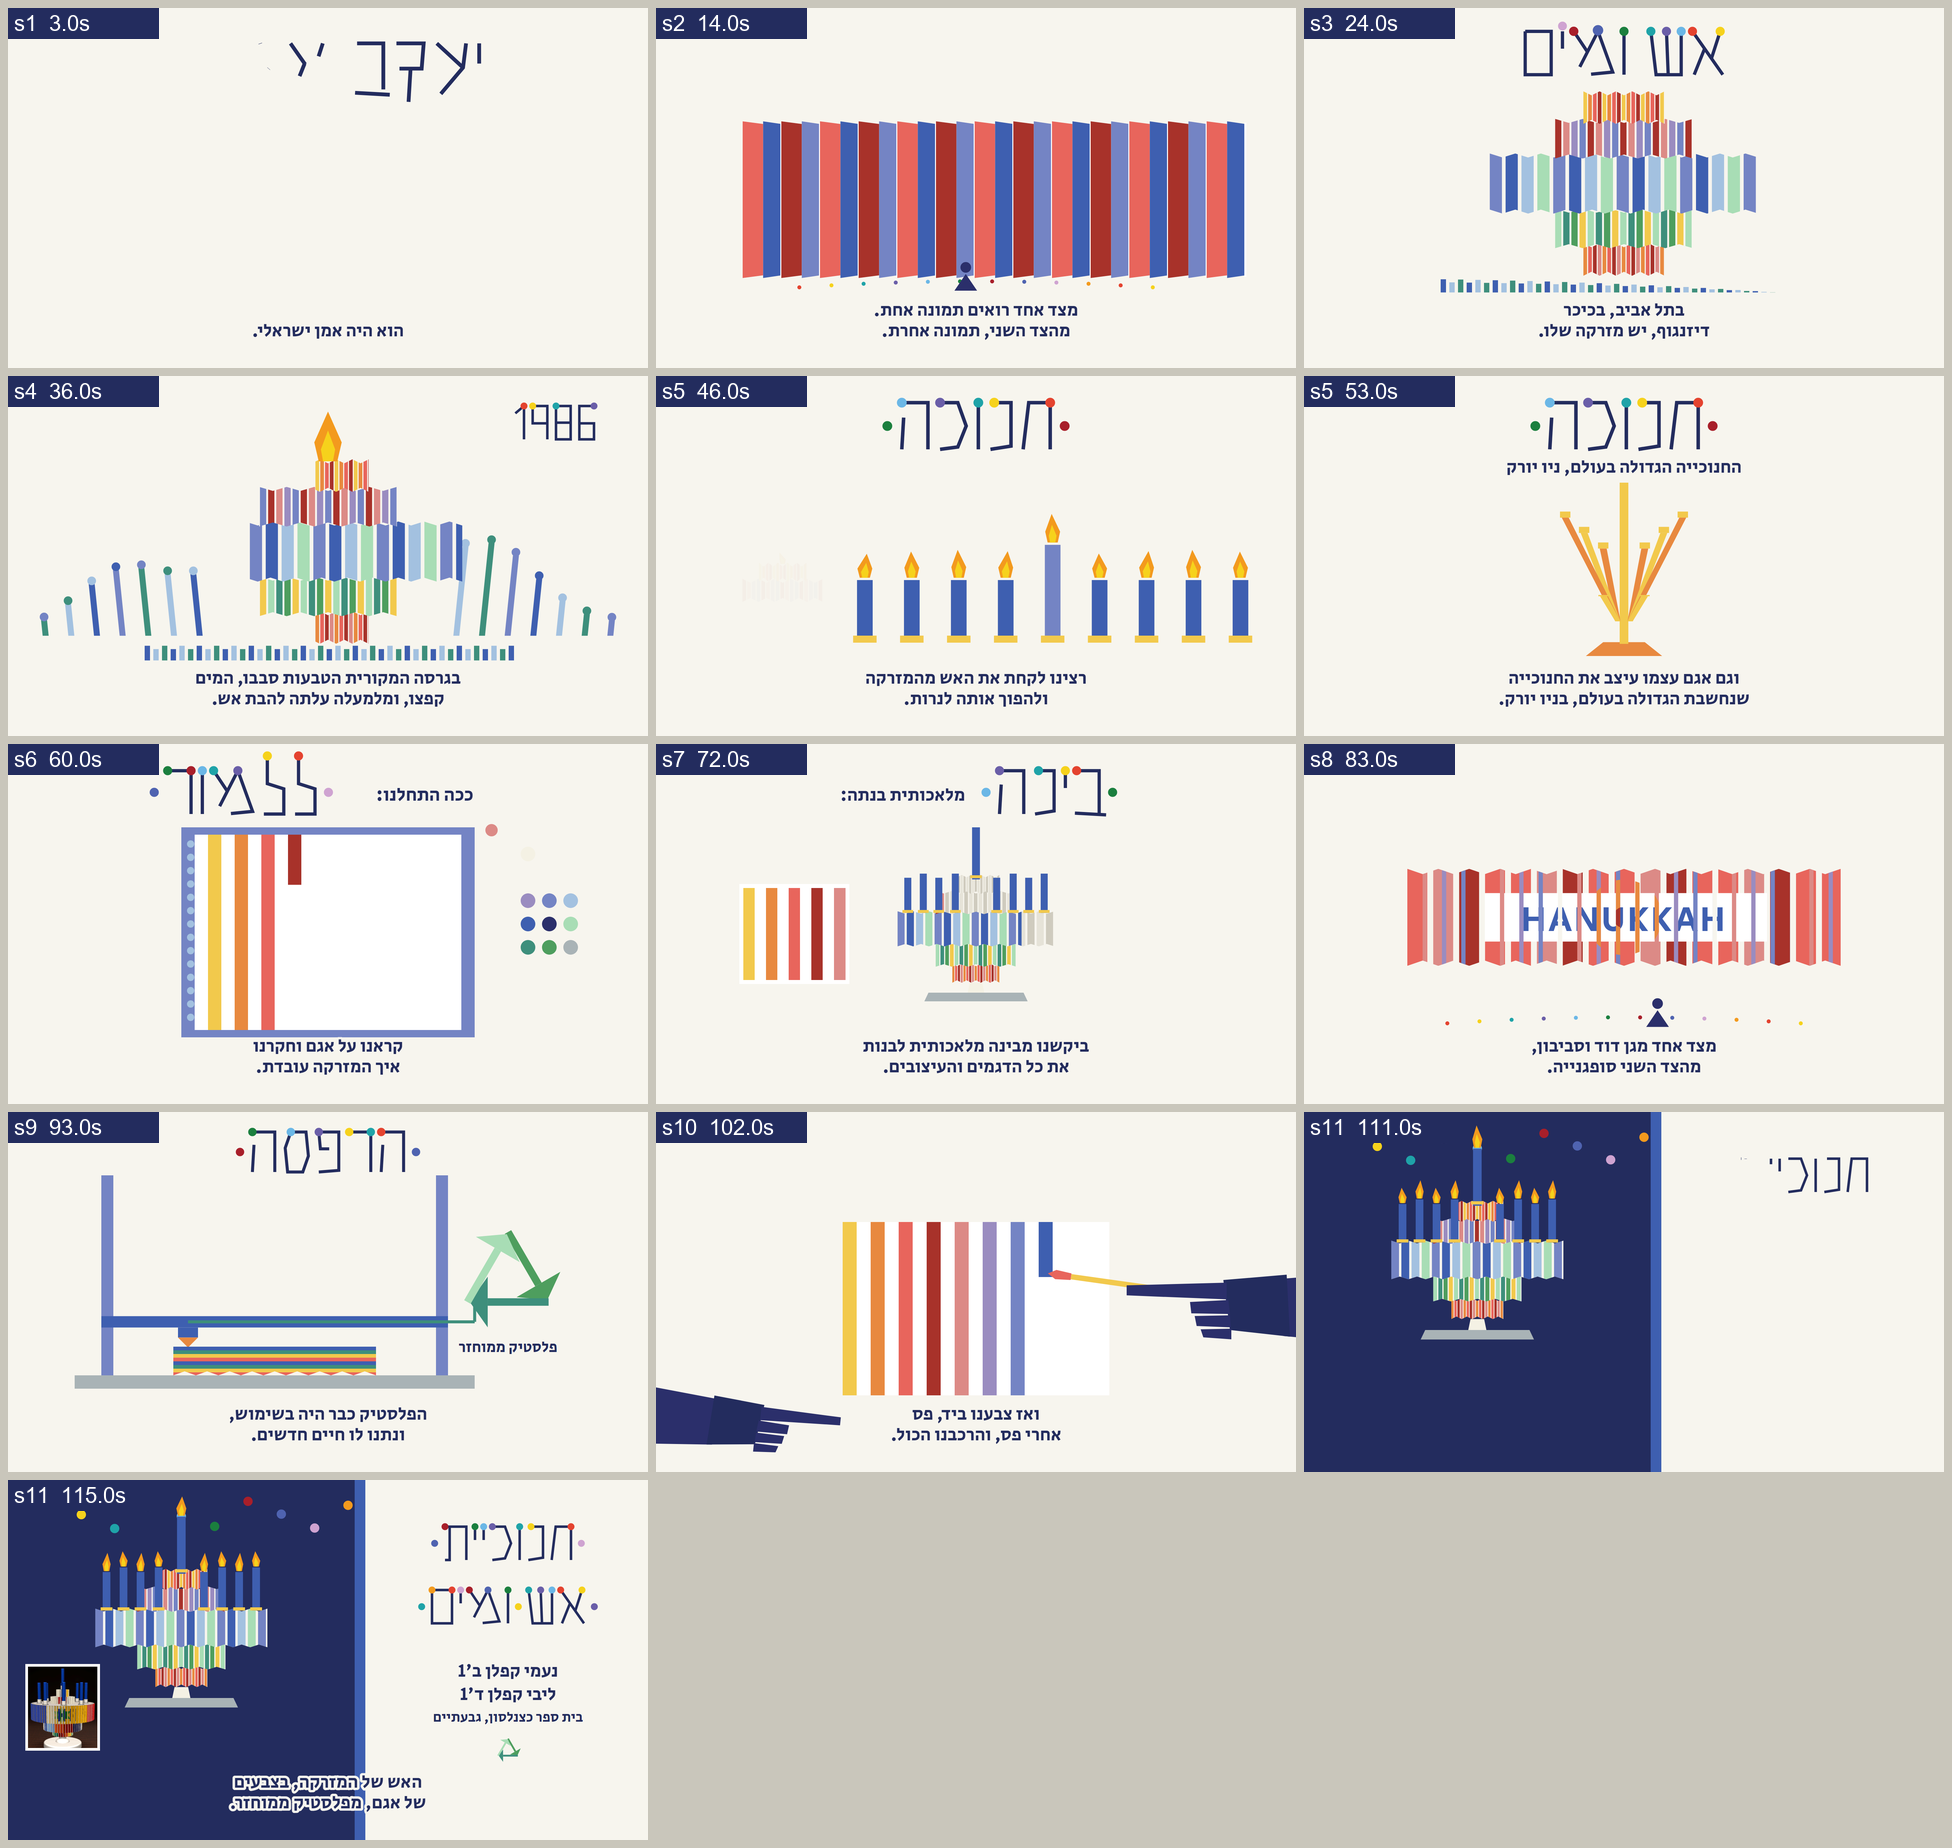 s1 3.0s
יעקב
הוא היה אמן ישראלי.
s2 14.0s
מצד אחד רואים תמונה אחת.
מהצד השני, תמונה אחרת.
s3 24.0s
אש ומים
בתל אביב, בכיכר
דיזנגוף, יש מזרקה שלו.
s4 36.0s
1986
בגרסה המקורית הטבעות סבבו, המים
קפצו, ומלמעלה עלתה להבת אש.
s5 46.0s
חנוכה
רצינו לקחת את האש מהמזרקה
ולהפוך אותה לנרות.
s5 53.0s
חנוכה
החנוכייה הגדולה בעולם, ניו יורק
וגם אגם עצמו עיצב את החנוכייה
שנחשבת הגדולה בעולם, בניו יורק.
s6 60.0s
ככה התחלנו:
ללמוד
קראנו על אגם וחקרנו
איך המזרקה עובדת.
s7 72.0s
בינה
מלאכותית בנתה:
ביקשנו מבינה מלאכותית לבנות
את כל הדגמים והעיצובים.
s8 83.0s
HANUKKAH
מצד אחד מגן דוד וסביבון,
מהצד השני סופגנייה.
s9 93.0s
הדפסה
פלסטיק ממוחזר
הפלסטיק כבר היה בשימוש,
ונתנו לו חיים חדשים.
s10 102.0s
ואז צבענו ביד, פס
אחרי פס, והרכבנו הכול.
s11 111.0s
חנוכי
s11 115.0s
חנוכיית
אש ומים
נעמי קפלן ב'1
ליבי קפלן ד'1
בית ספר כצנלסון, גבעתיים
האש של המזרקה, בצבעים
של אגם, מפלסטיק ממוחזר.